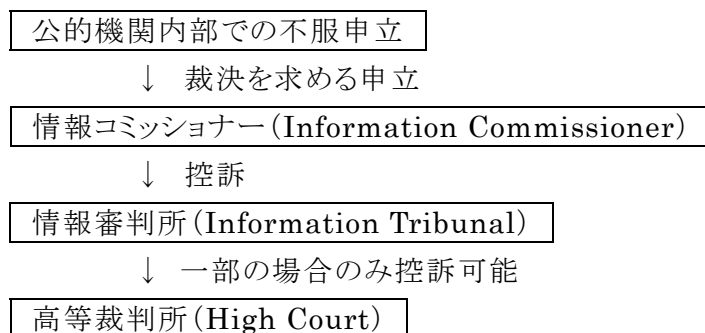 公的機関内部での不服申立
↓ 裁決を求める申立
情報コミッショナー(Information Commissioner)
↓ 控訴
情報審判所(Information Tribunal)
↓ 一部の場合のみ控訴可能
高等裁判所(High Court)